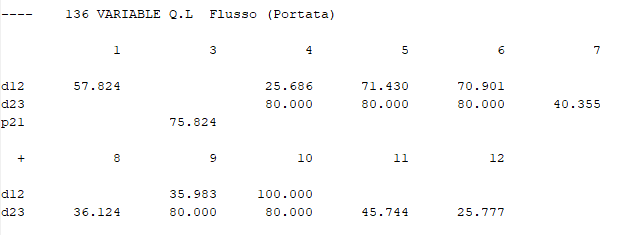 ---- 136 VARIABLE Q.L Flusso (Portata)
1 3 4 5 6 7
d12 57.824 25.686 71.430 70.901
d23 80.000 80.000 80.000 40.355
p21 75.824
+ 8 9 10 11 12
d12 35.983 100.000
d23 36.124 80.000 80.000 45.744 25.777